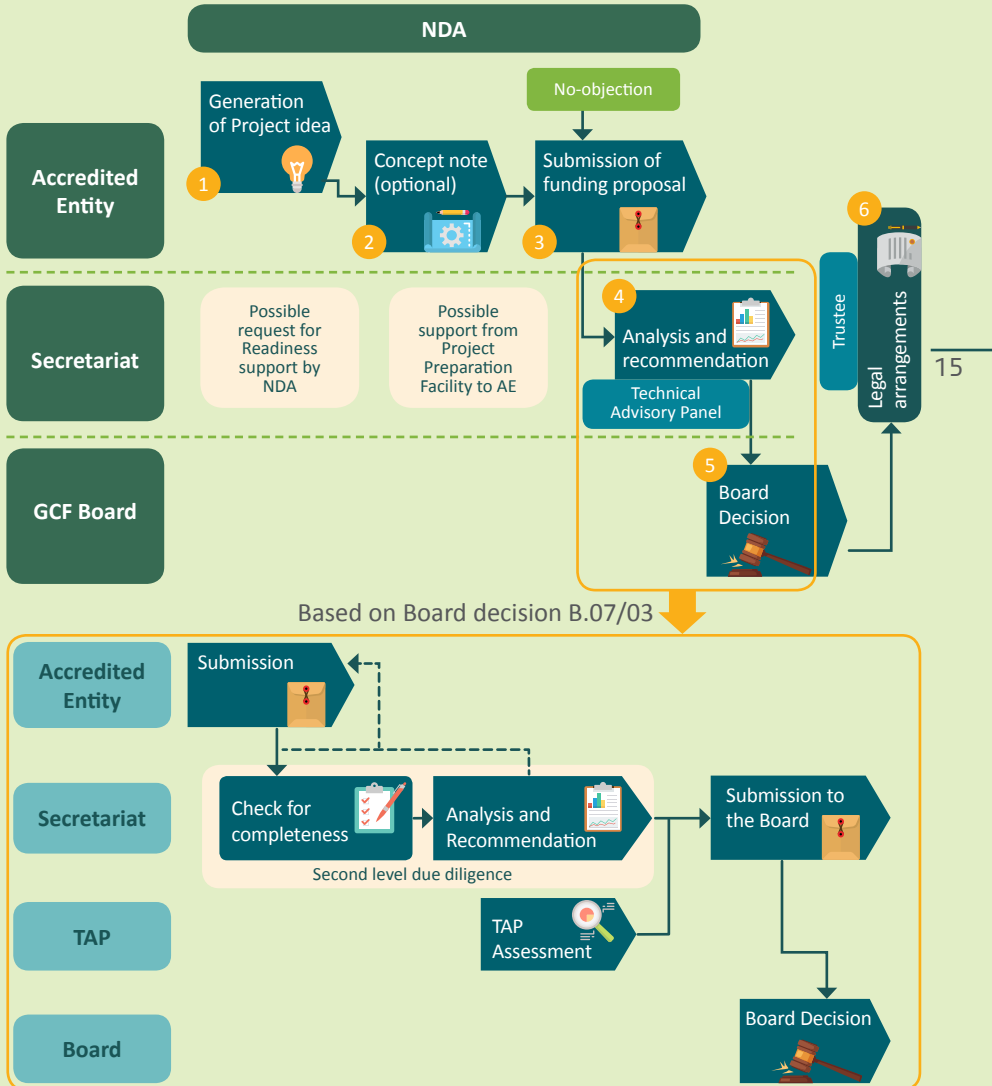 NDA
No-objection
Generation
of Project idea
1
Accredited
Entity
Concept note
(optional)
2
Submission of
funding proposal
3
6
Legal
arrangements
Trustee
Secretariat
Possible
request for
Readiness
support by
NDA
Possible
support from
Project
Preparation
Facility to AE
4
Analysis and
recommendation
Technical
Advisory Panel
15
GCF Board
5
Board
Decision
Based on Board decision B.07/03
Accredited
Entity
Submission
Secretariat
Check for
completeness
Analysis and
Recommendation
Second level due diligence
Submission to
the Board
TAP
TAP
Assessment
Board
Board Decision